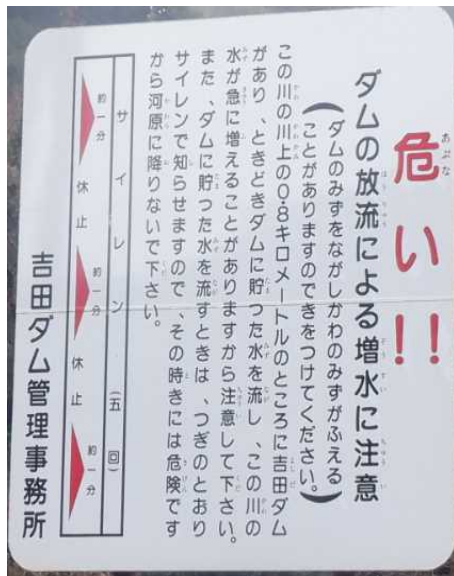 危い!!
ダムの放流による増水に注意
(ダムのみずをながしかわのみずがふえる
ことがありますのできをつけてください。)
この川の川上の0.8キロメートルのところに吉田ダム
があり、ときどきダムに貯った水を流し、この川の
水が急に増えることがありますから注意して下さい。
また、ダムに貯った水を流すときは、つぎのとおり
サイレンで知らせますので、その時きには危険です
から河原に降りないで下さい。
サイレン(五回)
約一分 休止 約一分 休止 約一分
吉田ダム管理事務所